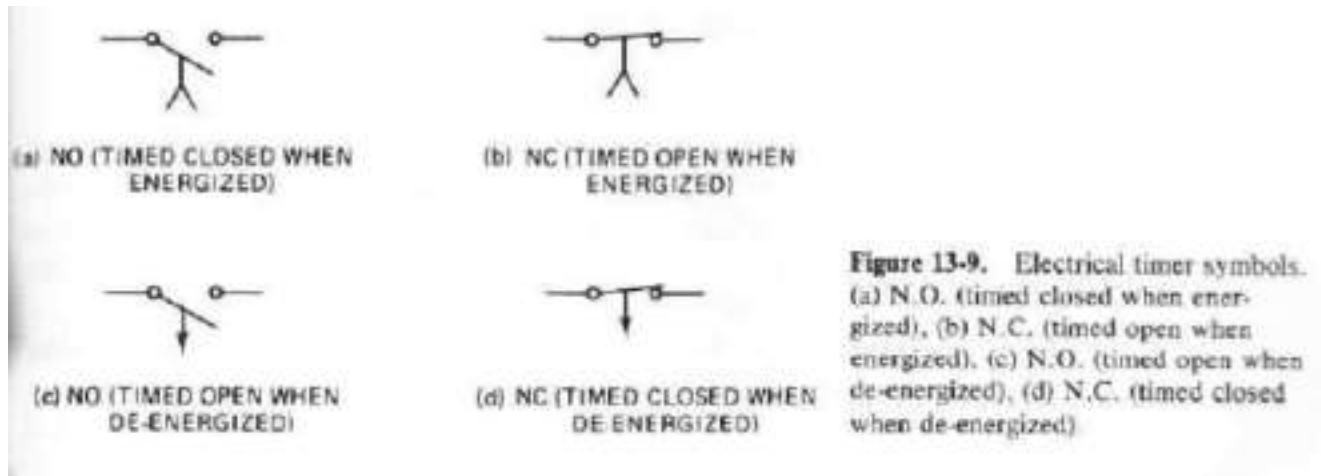 (a) NO (TIMED CLOSED WHEN
ENERGIZED)
(b) NC (TIMED OPEN WHEN
ENERGIZED)
(c) NO (TIMED OPEN WHEN
DE-ENERGIZED)
(d) NC (TIMED CLOSED WHEN
DE ENERGIZED)
Figure 13-9. Electrical timer symbols.
(a) N.O. (timed closed when ener-
gized), (b) N.C. (timed open when
energized), (c) N.O. (timed open when
de-energized), (d) N.C. (timed closed
when de-energized)